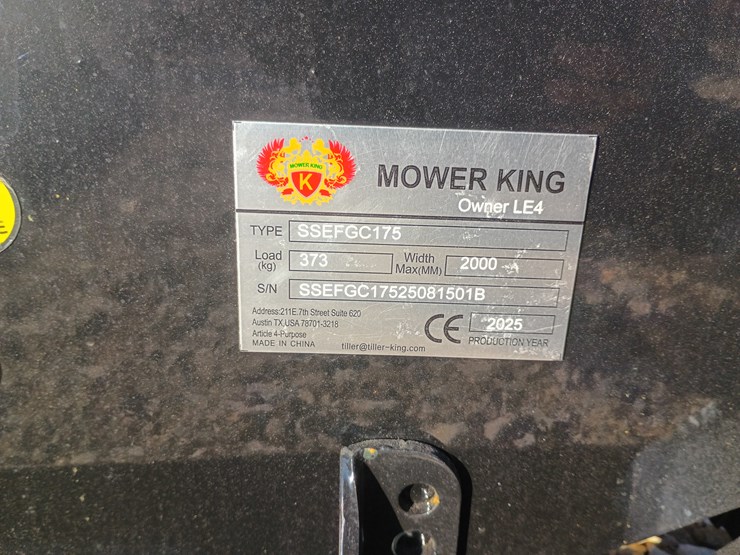 MOWER KING
K
MOWER KING
Owner LE4
TYPE SSEFGC175
Load (kg) 373 Width Max(MM) 2000
S/N SSEFGC17525081501B
Address:211E.7th Street Suite 620
Austin TX,USA 78701-3218
Article 4-Purpose
MADE IN CHINA
tiller@tiller-king.com
CE 2025
PRODUCTION YEAR